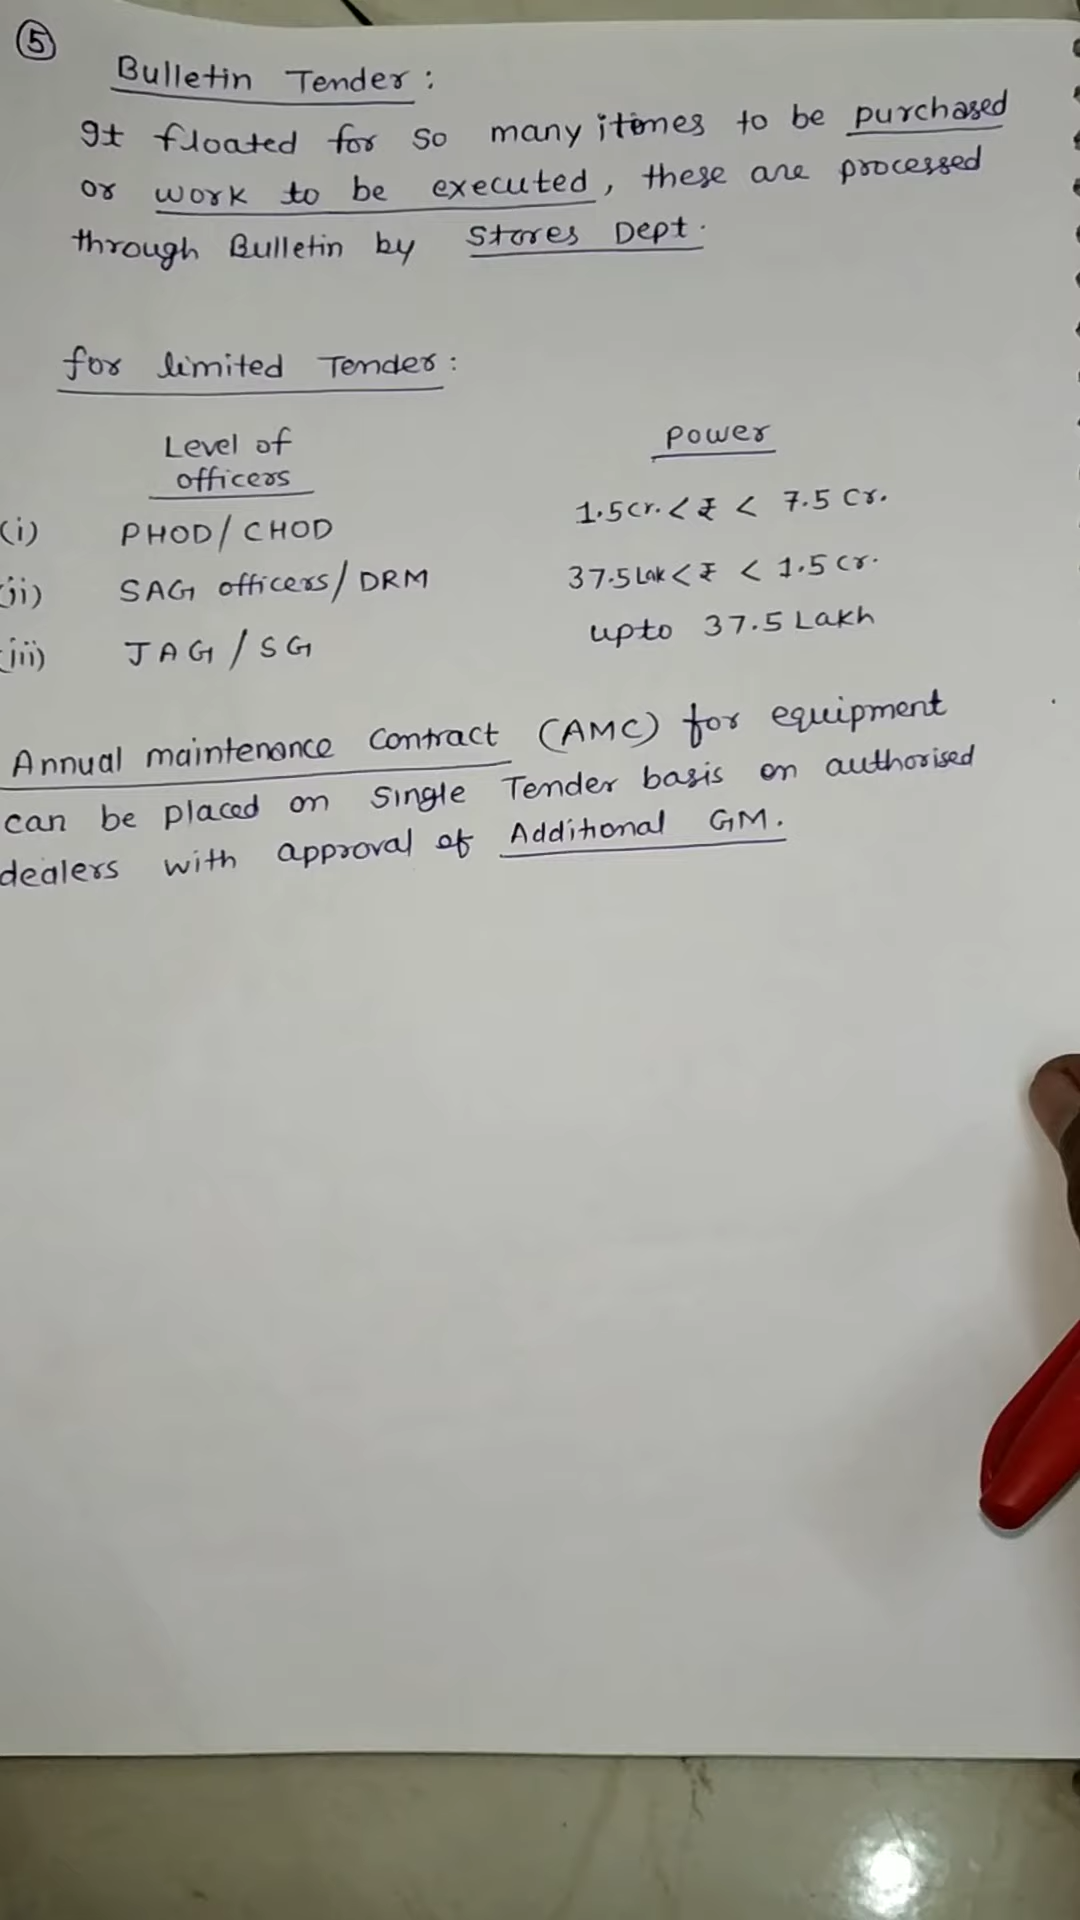 5
Bulletin Tender:
It floated for so many itemes to be purchased
or work to be executed, these are processed
through Bulletin by Stores Dept.
for limited Tender:
Level of officers Power
(i) PHOD/CHOD 1.5cr. < ₹ < 7.5 Cr.
(ii) SAG officers/DRM 37.5 Lak < ₹ < 1.5 cr.
(iii) JAG/SG upto 37.5 Lakh
Annual maintenance Contract (AMC) for equipment
can be placed on Single Tender basis on authorised
dealers with approval of Additional GM.